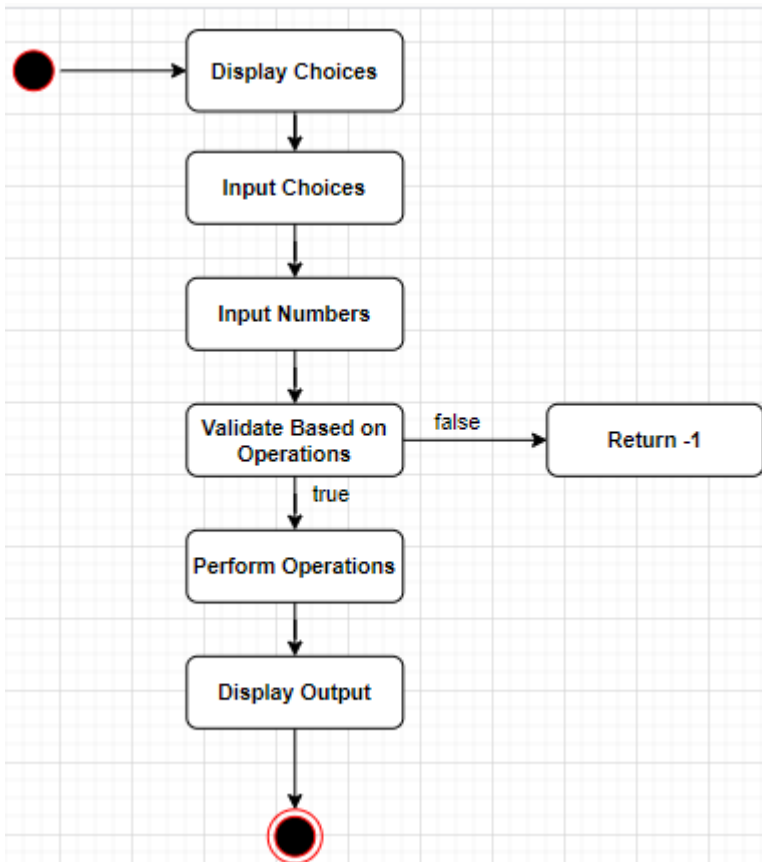 Display Choices
Input Choices
Input Numbers
Validate Based on
Operations
false
Return -1
true
Perform Operations
Display Output